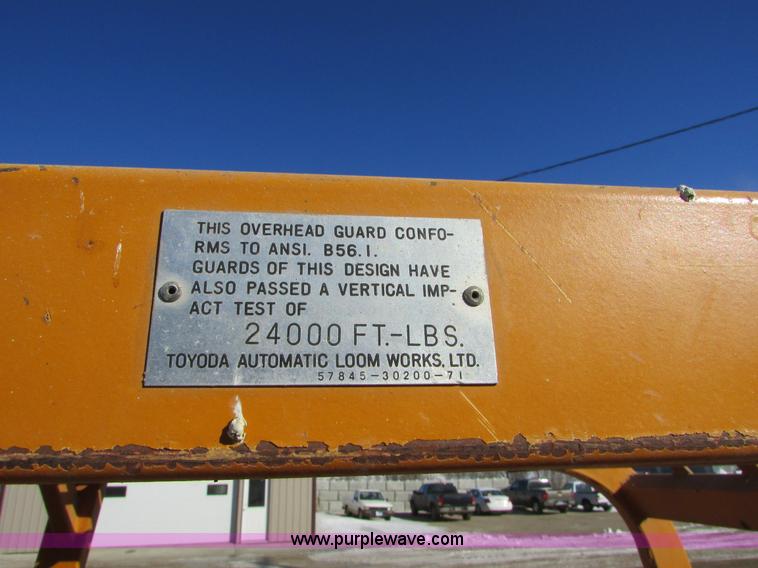 THIS OVERHEAD GUARD CONFO-
RMS TO ANSI. B56.1.
GUARDS OF THIS DESIGN HAVE
ALSO PASSED A VERTICAL IMP-
ACT TEST OF
24000 FT.-LBS.
TOYODA AUTOMATIC LOOM WORKS, LTD.
57845-30200-71
www.purplewave.com